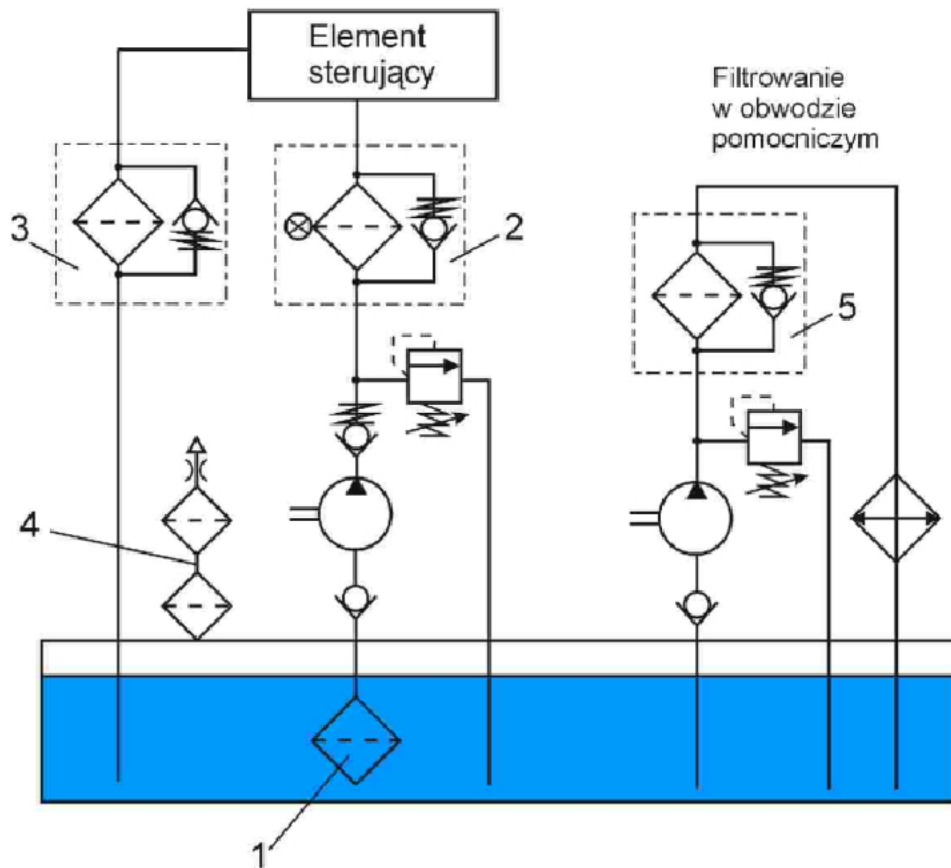 Element
sterujący
Filtrowanie
w obwodzie
pomocniczym
3
2
5
4
1